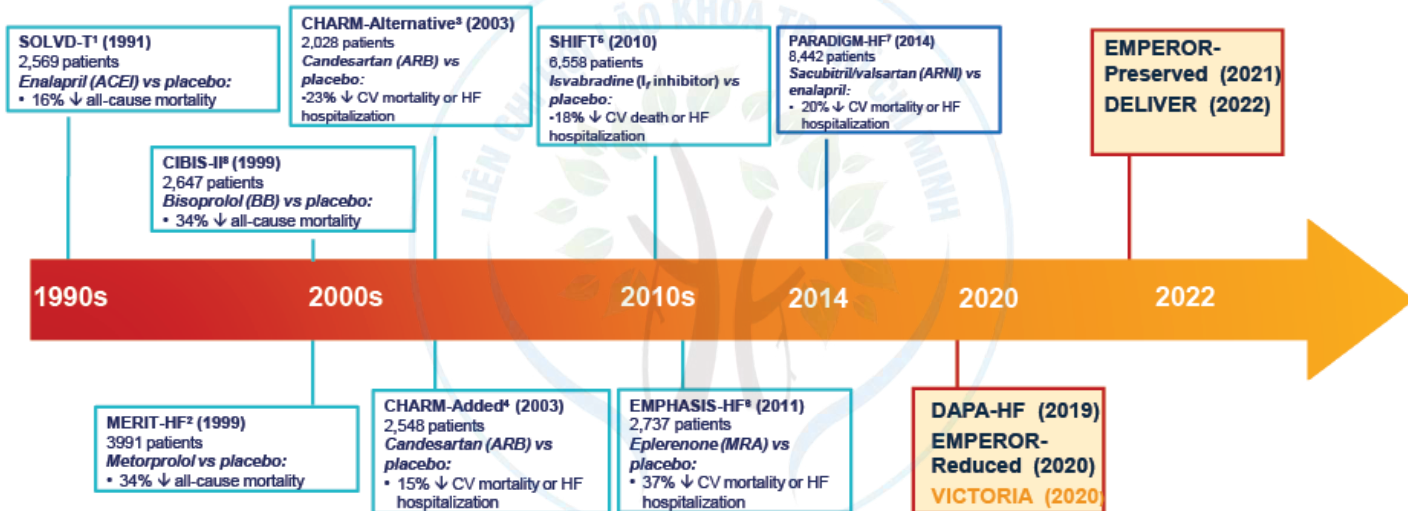 SOLVD-T¹ (1991)
2,569 patients
Enalapril (ACEI) vs placebo:
• 16% ↓ all-cause mortality
CHARM-Alternative³ (2003)
2,028 patients
Candesartan (ARB) vs
placebo:
-23% ↓ CV mortality or HF
hospitalization
SHIFT⁵ (2010)
6,558 patients
Isvabradine (If inhibitor) vs
placebo:
-18% ↓ CV death or HF
hospitalization
PARADIGM-HF⁷ (2014)
8,442 patients
Sacubitril/valsartan (ARNI) vs
enalapril:
• 20% ↓ CV mortality or HF
hospitalization
EMPEROR-
Preserved (2021)
DELIVER (2022)
CIBIS-II⁸ (1999)
2,647 patients
Bisoprolol (BB) vs placebo:
• 34% ↓ all-cause mortality
1990s
2000s
2010s
2014
2020
2022
MERIT-HF² (1999)
3991 patients
Metorprolol vs placebo:
• 34% ↓ all-cause mortality
CHARM-Added⁴ (2003)
2,548 patients
Candesartan (ARB) vs
placebo:
• 15% ↓ CV mortality or HF
hospitalization
EMPHASIS-HF⁶ (2011)
2,737 patients
Eplerenone (MRA) vs
placebo:
• 37% ↓ CV mortality or HF
hospitalization
DAPA-HF (2019)
EMPEROR-
Reduced (2020)
VICTORIA (2020)
LIÊN CHI LÃO KHOA MINH